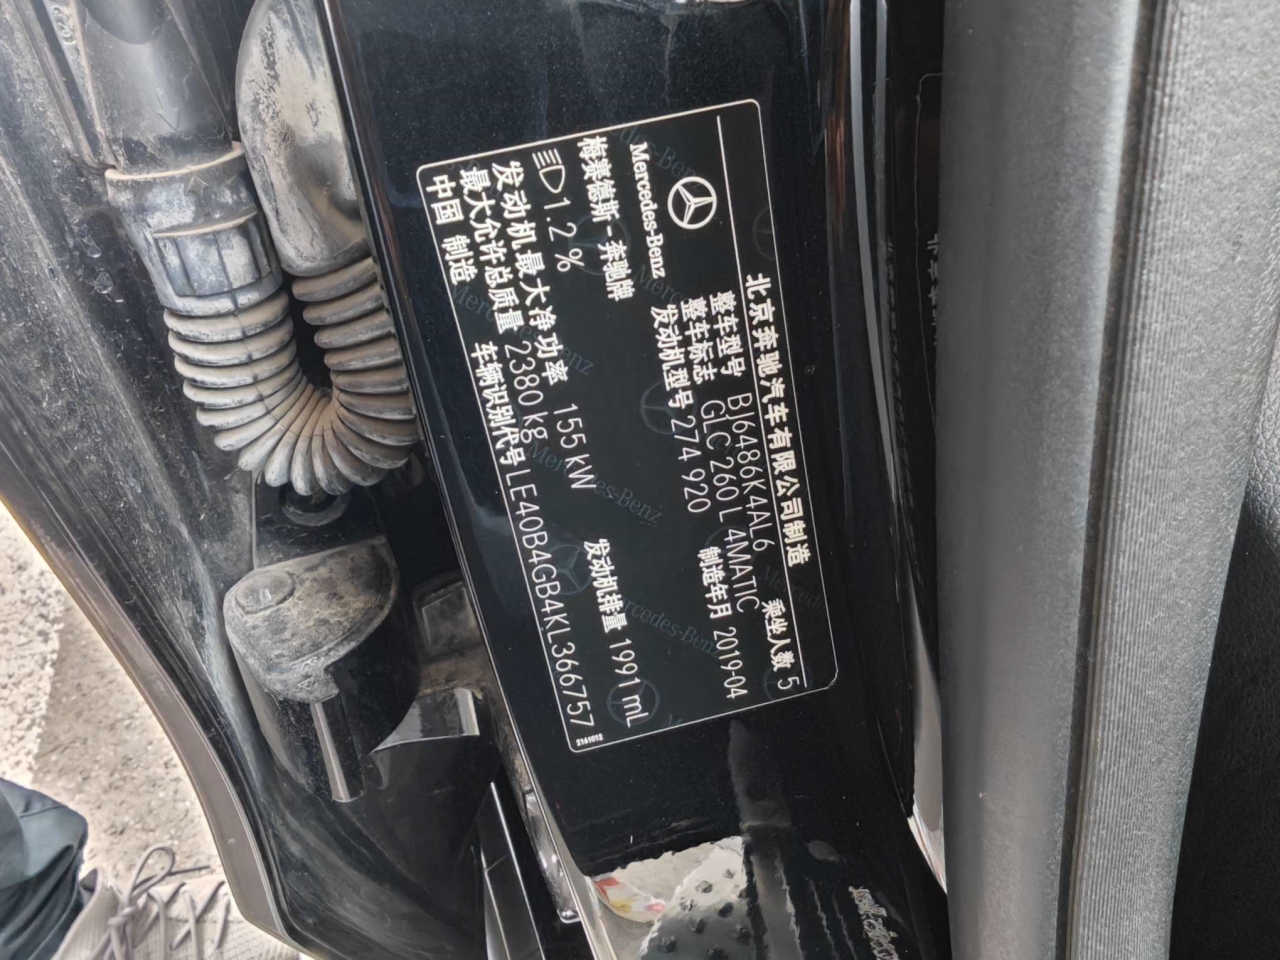 北京奔驰汽车有限公司制造
Mercedes-Benz
整车型号 BJ6486K4AL6 乘坐人数 5
整车标志 GLC 260 L 4MATIC
发动机型号 274 920 制造年月 2019-04
梅赛德斯-奔驰牌
1.2% 发动机排量 1991 mL
发动机最大净功率 155 kW
最大允许总质量 2380 kg
中国 制造 车辆识别代号 LE40B4GB4KL366757
2161012